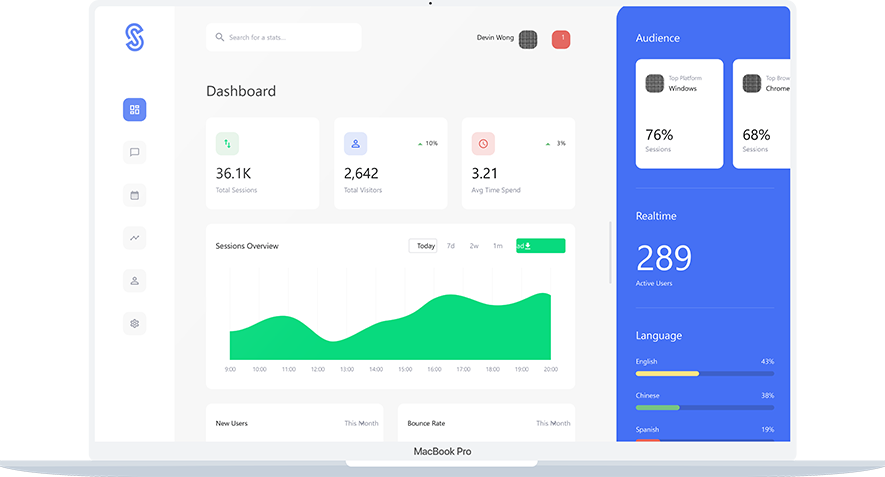 Search for a stats...
Devin Wong
1
Dashboard
36.1K
Total Sessions
10%
2,642
Total Visitors
3%
3.21
Avg Time Spend
Sessions Overview
Today 7d 2w 1m ad
9:00 10:00 11:00 12:00 13:00 14:00 15:00 16:00 17:00 18:00 19:00 20:00
New Users This Month
Bounce Rate This Month
Audience
Top Platform
Windows
76%
Sessions
Top Brow
Chrome
68%
Sessions
Realtime
289
Active Users
Language
English 43%
Chinese 38%
Spanish 19%
MacBook Pro